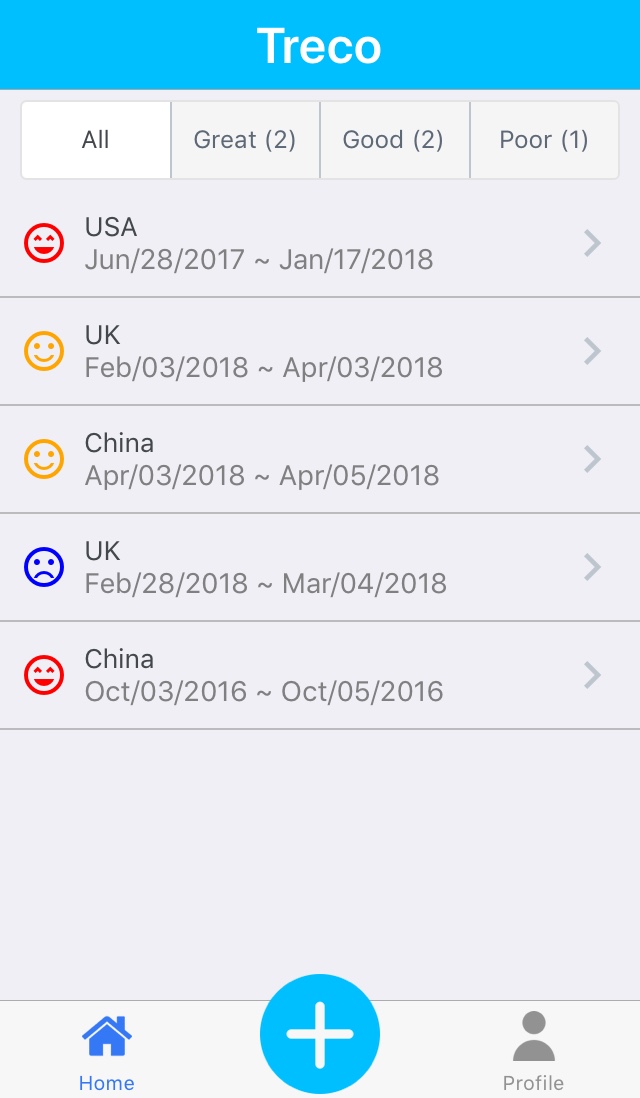 Treco
All
Great (2)
Good (2)
Poor (1)
USA
Jun/28/2017 ~ Jan/17/2018
UK
Feb/03/2018 ~ Apr/03/2018
China
Apr/03/2018 ~ Apr/05/2018
UK
Feb/28/2018 ~ Mar/04/2018
China
Oct/03/2016 ~ Oct/05/2016
Home
Profile